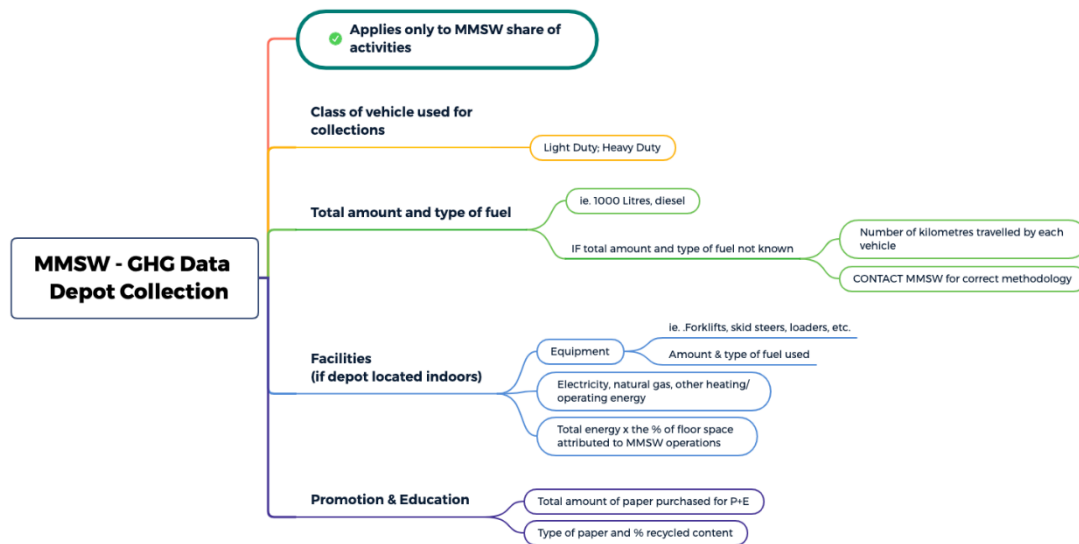 MMSW - GHG Data
Depot Collection
Applies only to MMSW share of
activities
Class of vehicle used for
collections
Light Duty; Heavy Duty
Total amount and type of fuel
ie. 1000 Litres, diesel
IF total amount and type of fuel not known
Number of kilometres travelled by each
vehicle
CONTACT MMSW for correct methodology
Facilities
(if depot located indoors)
Equipment
ie. .Forklifts, skid steers, loaders, etc.
Amount & type of fuel used
Electricity, natural gas, other heating/
operating energy
Total energy x the % of floor space
attributed to MMSW operations
Promotion & Education
Total amount of paper purchased for P+E
Type of paper and % recycled content